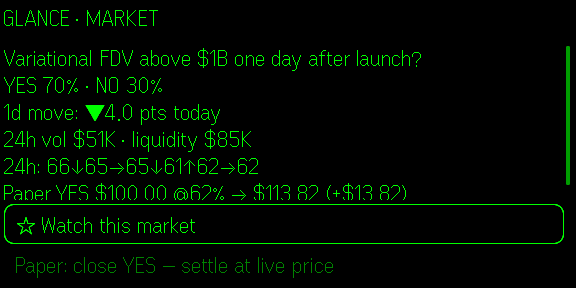 GLANCE · MARKET
Variational FDV above $1B one day after launch?
YES 70% · NO 30%
1d move: ▼4.0 pts today
24h vol $51K · liquidity $85K
24h: 66↓65→65↓61↑62→62
Paper YES $100.00 @62% → $113.82 (+$13.82)
☆ Watch this market
Paper: close YES — settle at live price